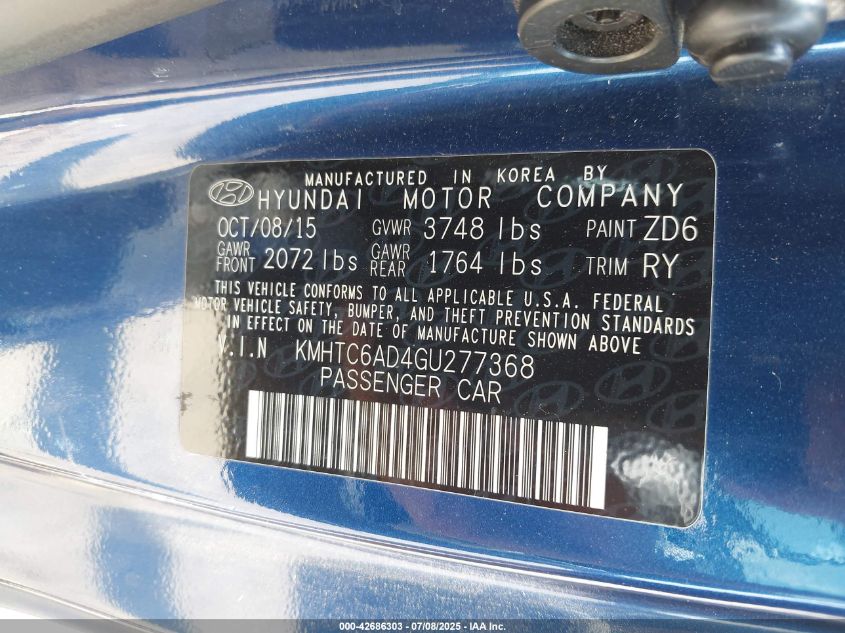 MANUFACTURED IN KOREA BY
HYUNDAI MOTOR COMPANY
OCT/08/15 GVWR 3748 lbs PAINT ZD6
GAWR FRONT 2072 lbs GAWR REAR 1764 lbs TRIM RY
THIS VEHICLE CONFORMS TO ALL APPLICABLE U.S.A. FEDERAL
MOTOR VEHICLE SAFETY, BUMPER, AND THEFT PREVENTION STANDARDS
IN EFFECT ON THE DATE OF MANUFACTURE SHOWN ABOVE
V.I.N KMHTC6AD4GU277368
PASSENGER CAR
000-42686303 - 07/08/2025 - IAA Inc.